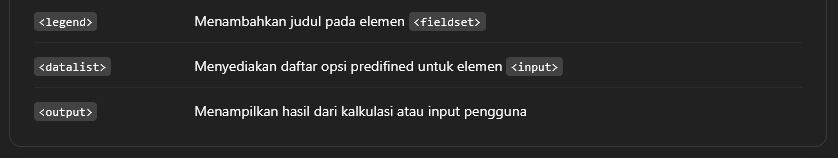 <legend> Menambahkan judul pada elemen <fieldset>
<datalist> Menyediakan daftar opsi predifined untuk elemen <input>
<output> Menampilkan hasil dari kalkulasi atau input pengguna